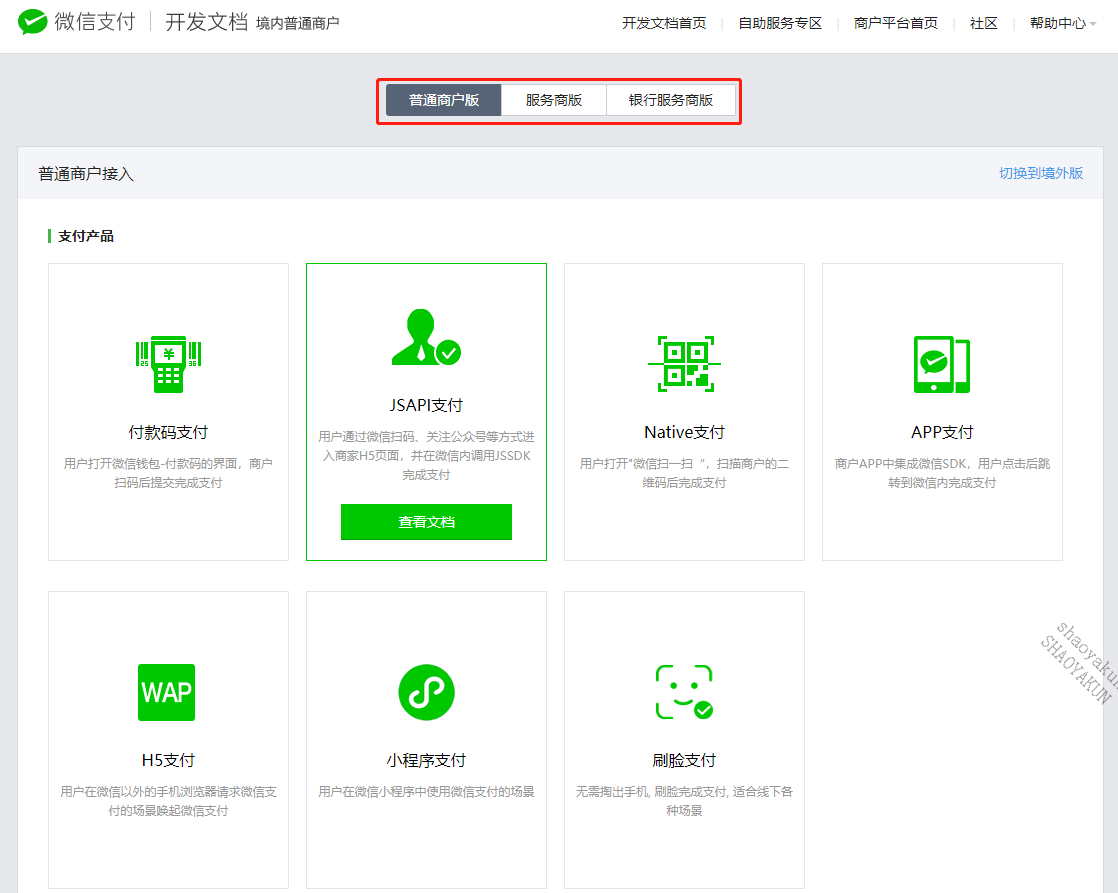 微信支付 开发文档 境内普通商户
开发文档首页 自助服务专区 商户平台首页 社区 帮助中心
普通商户版 服务商版 银行服务商版
普通商户接入
切换到境外版
支付产品
付款码支付
用户打开微信钱包-付款码的界面，商户
扫码后提交完成支付
JSAPI支付
用户通过微信扫码、关注公众号等方式进
入商家H5页面，并在微信内调用JSSDK
完成支付
查看文档
Native支付
用户打开"微信扫一扫“，扫描商户的二
维码后完成支付
APP支付
商户APP中集成微信SDK，用户点击后跳
转到微信内完成支付
WAP
H5支付
用户在微信以外的手机浏览器请求微信支
付的场景唤起微信支付
小程序支付
用户在微信小程序中使用微信支付的场景
刷脸支付
无需掏出手机, 刷脸完成支付, 适合线下各
种场景
shaoyakun
SHAOYAKUN